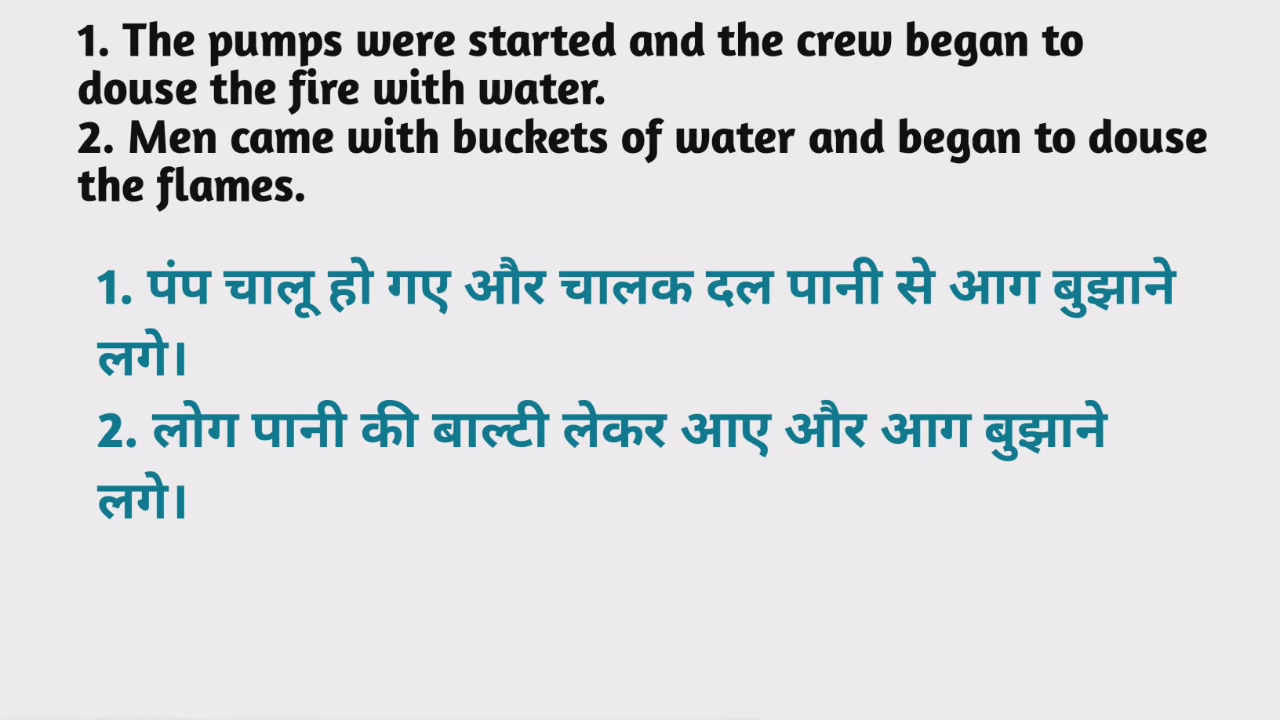 1. The pumps were started and the crew began to
douse the fire with water.
2. Men came with buckets of water and began to douse
the flames.
1. पंप चालू हो गए और चालक दल पानी से आग बुझाने
लगे।
2. लोग पानी की बाल्टी लेकर आए और आग बुझाने
लगे।